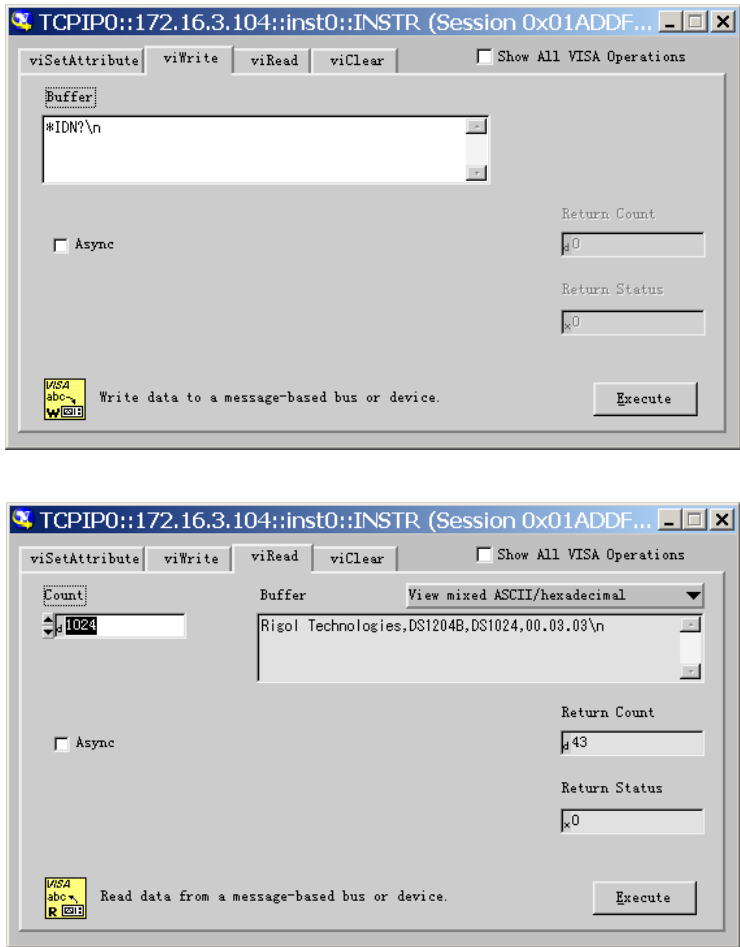 TCPIP0::172.16.3.104::inst0::INSTR (Session 0x01ADDF...
viSetAttribute viWrite viRead viClear Show All VISA Operations
Buffer
*IDN?\n
Return Count
d 0
Async
Return Status
x 0
VISA
abc
W
Write data to a message-based bus or device.
Execute
TCPIP0::172.16.3.104::inst0::INSTR (Session 0x01ADDF...
viSetAttribute viWrite viRead viClear Show All VISA Operations
Count Buffer View mixed ASCII/hexadecimal
d 1024 Rigol Technologies,DS1204B,DS1024,00.03.03\n
Return Count
Async d 43
Return Status
x 0
VISA
abc
R
Read data from a message-based bus or device.
Execute